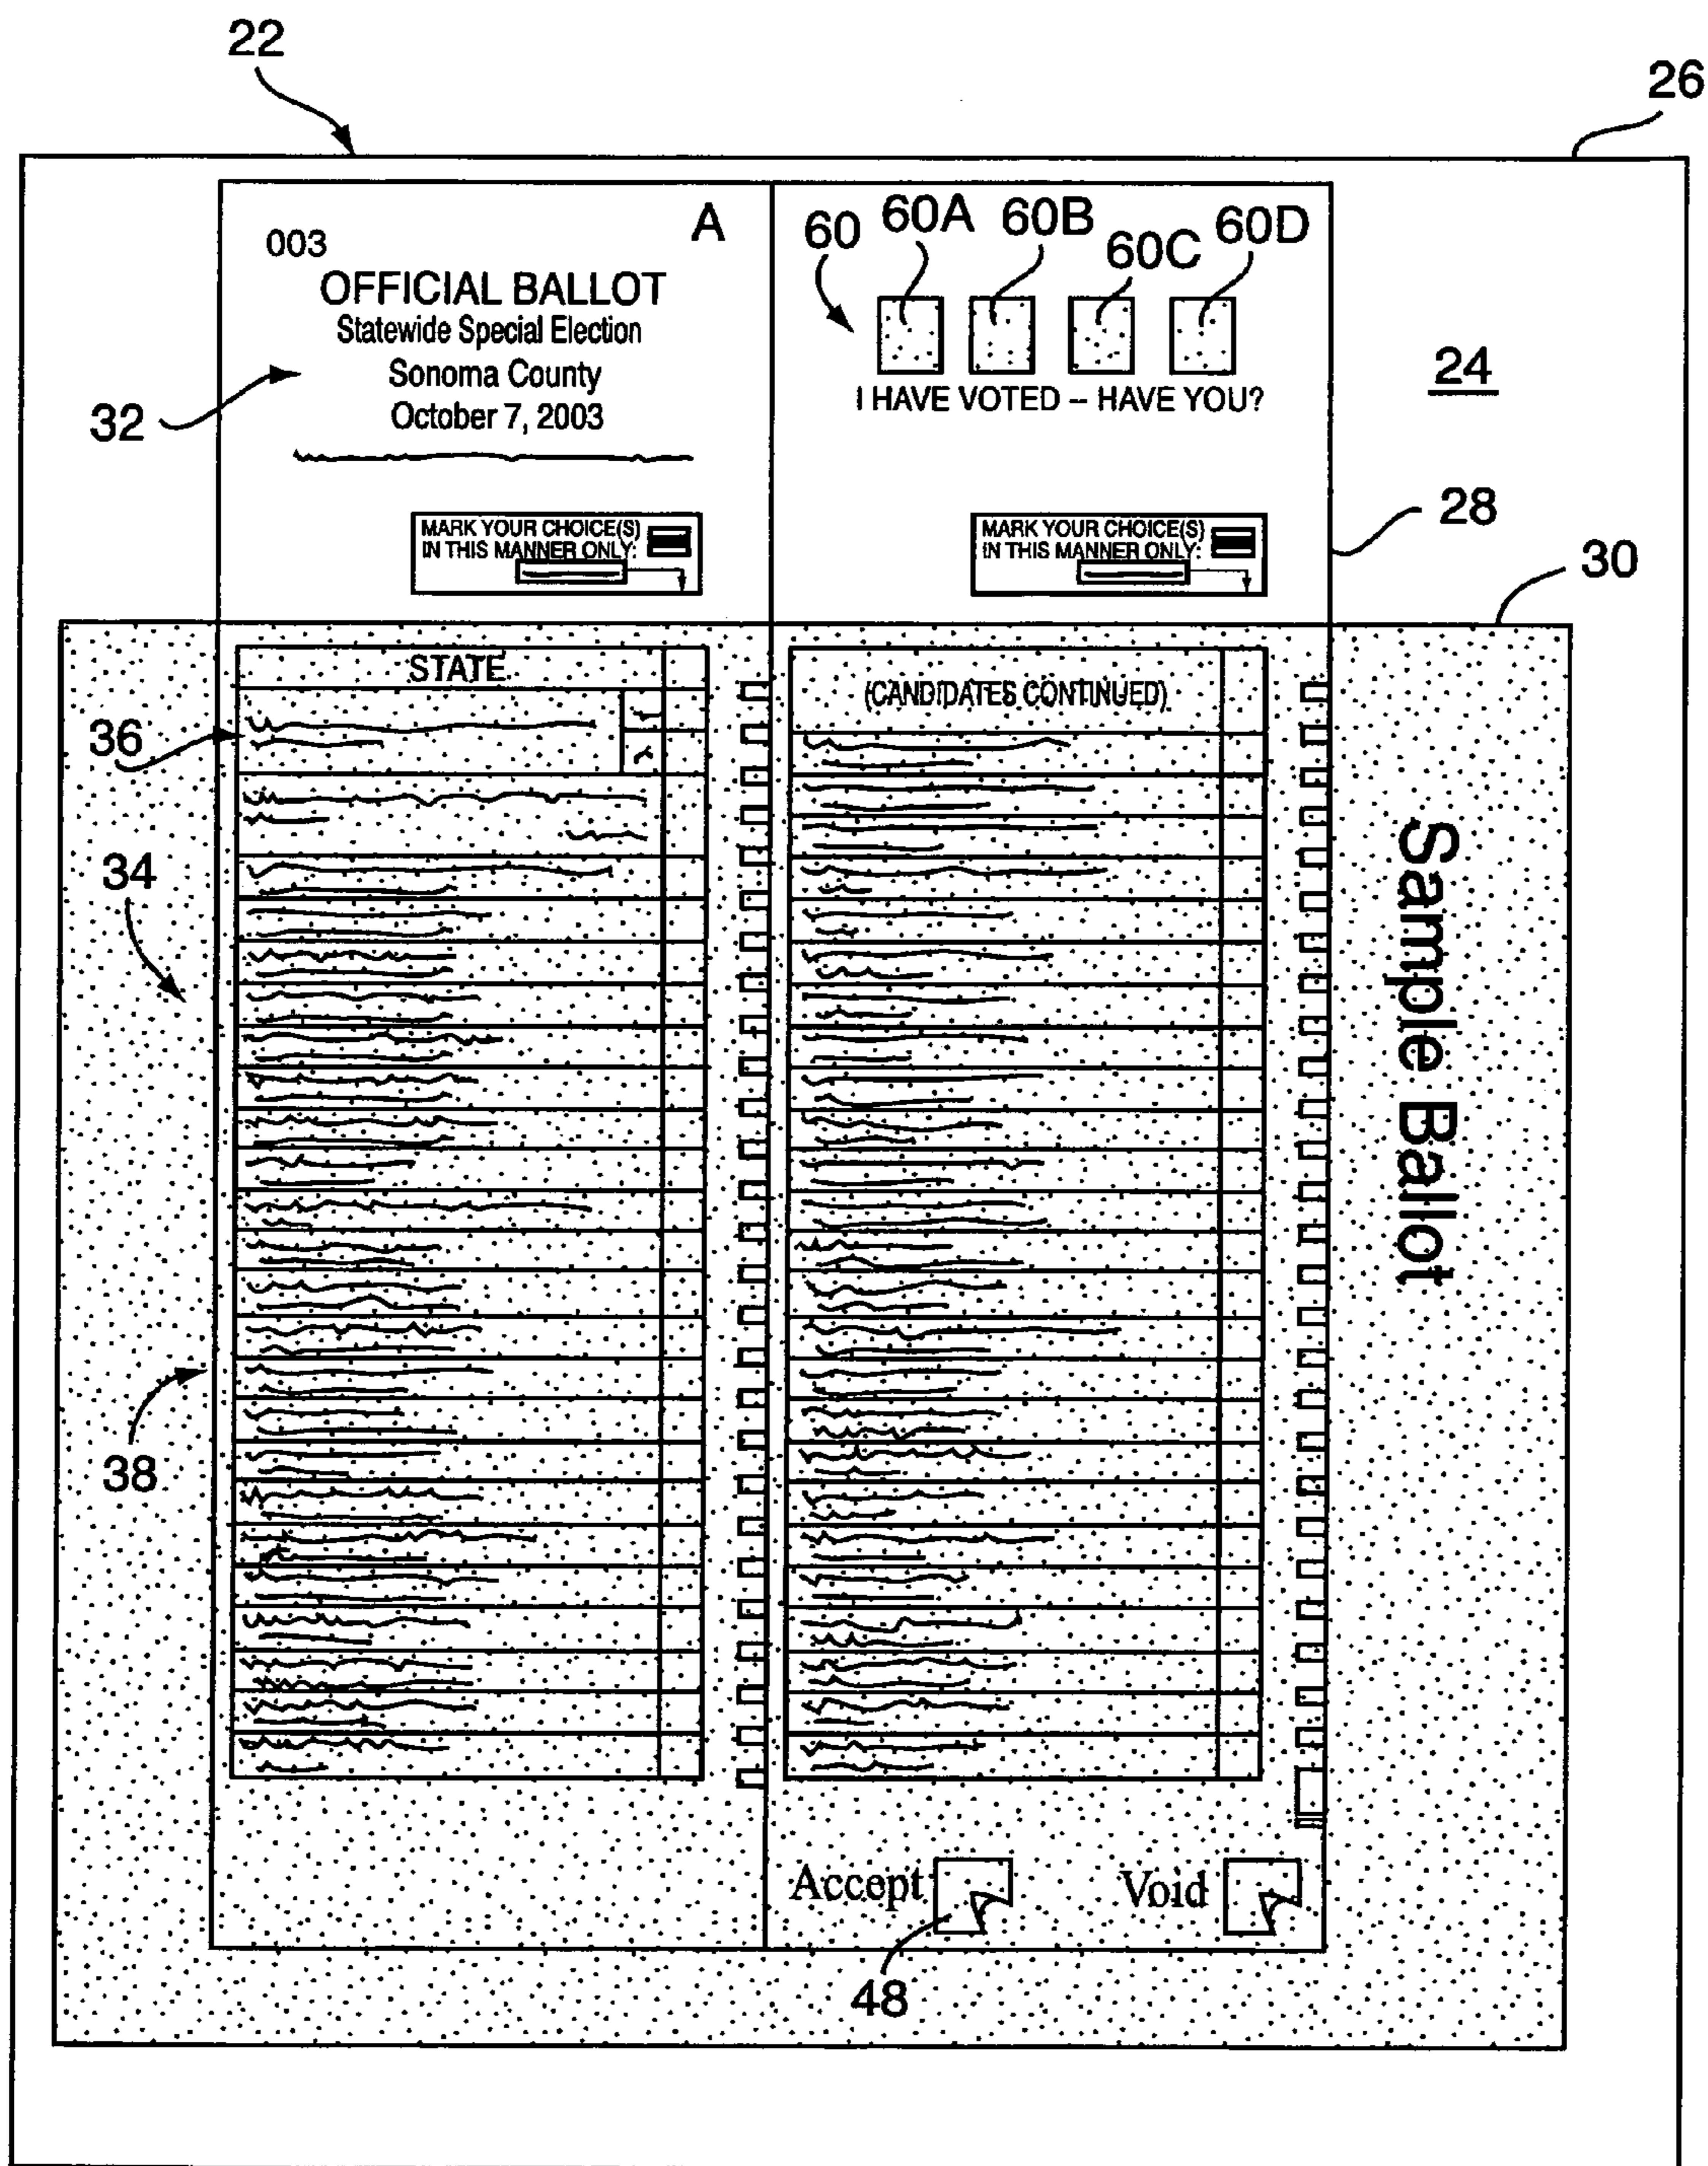 22
26
003
A
OFFICIAL BALLOT
Statewide Special Election
Sonoma County
October 7, 2003
32
60
60A
60B
60C
60D
I HAVE VOTED – HAVE YOU?
24
MARK YOUR CHOICE(S)
IN THIS MANNER ONLY:
MARK YOUR CHOICE(S)
IN THIS MANNER ONLY:
28
30
STATE
(CANDIDATES CONTINUED)
36
34
38
Sample Ballot
Accept
Void
48